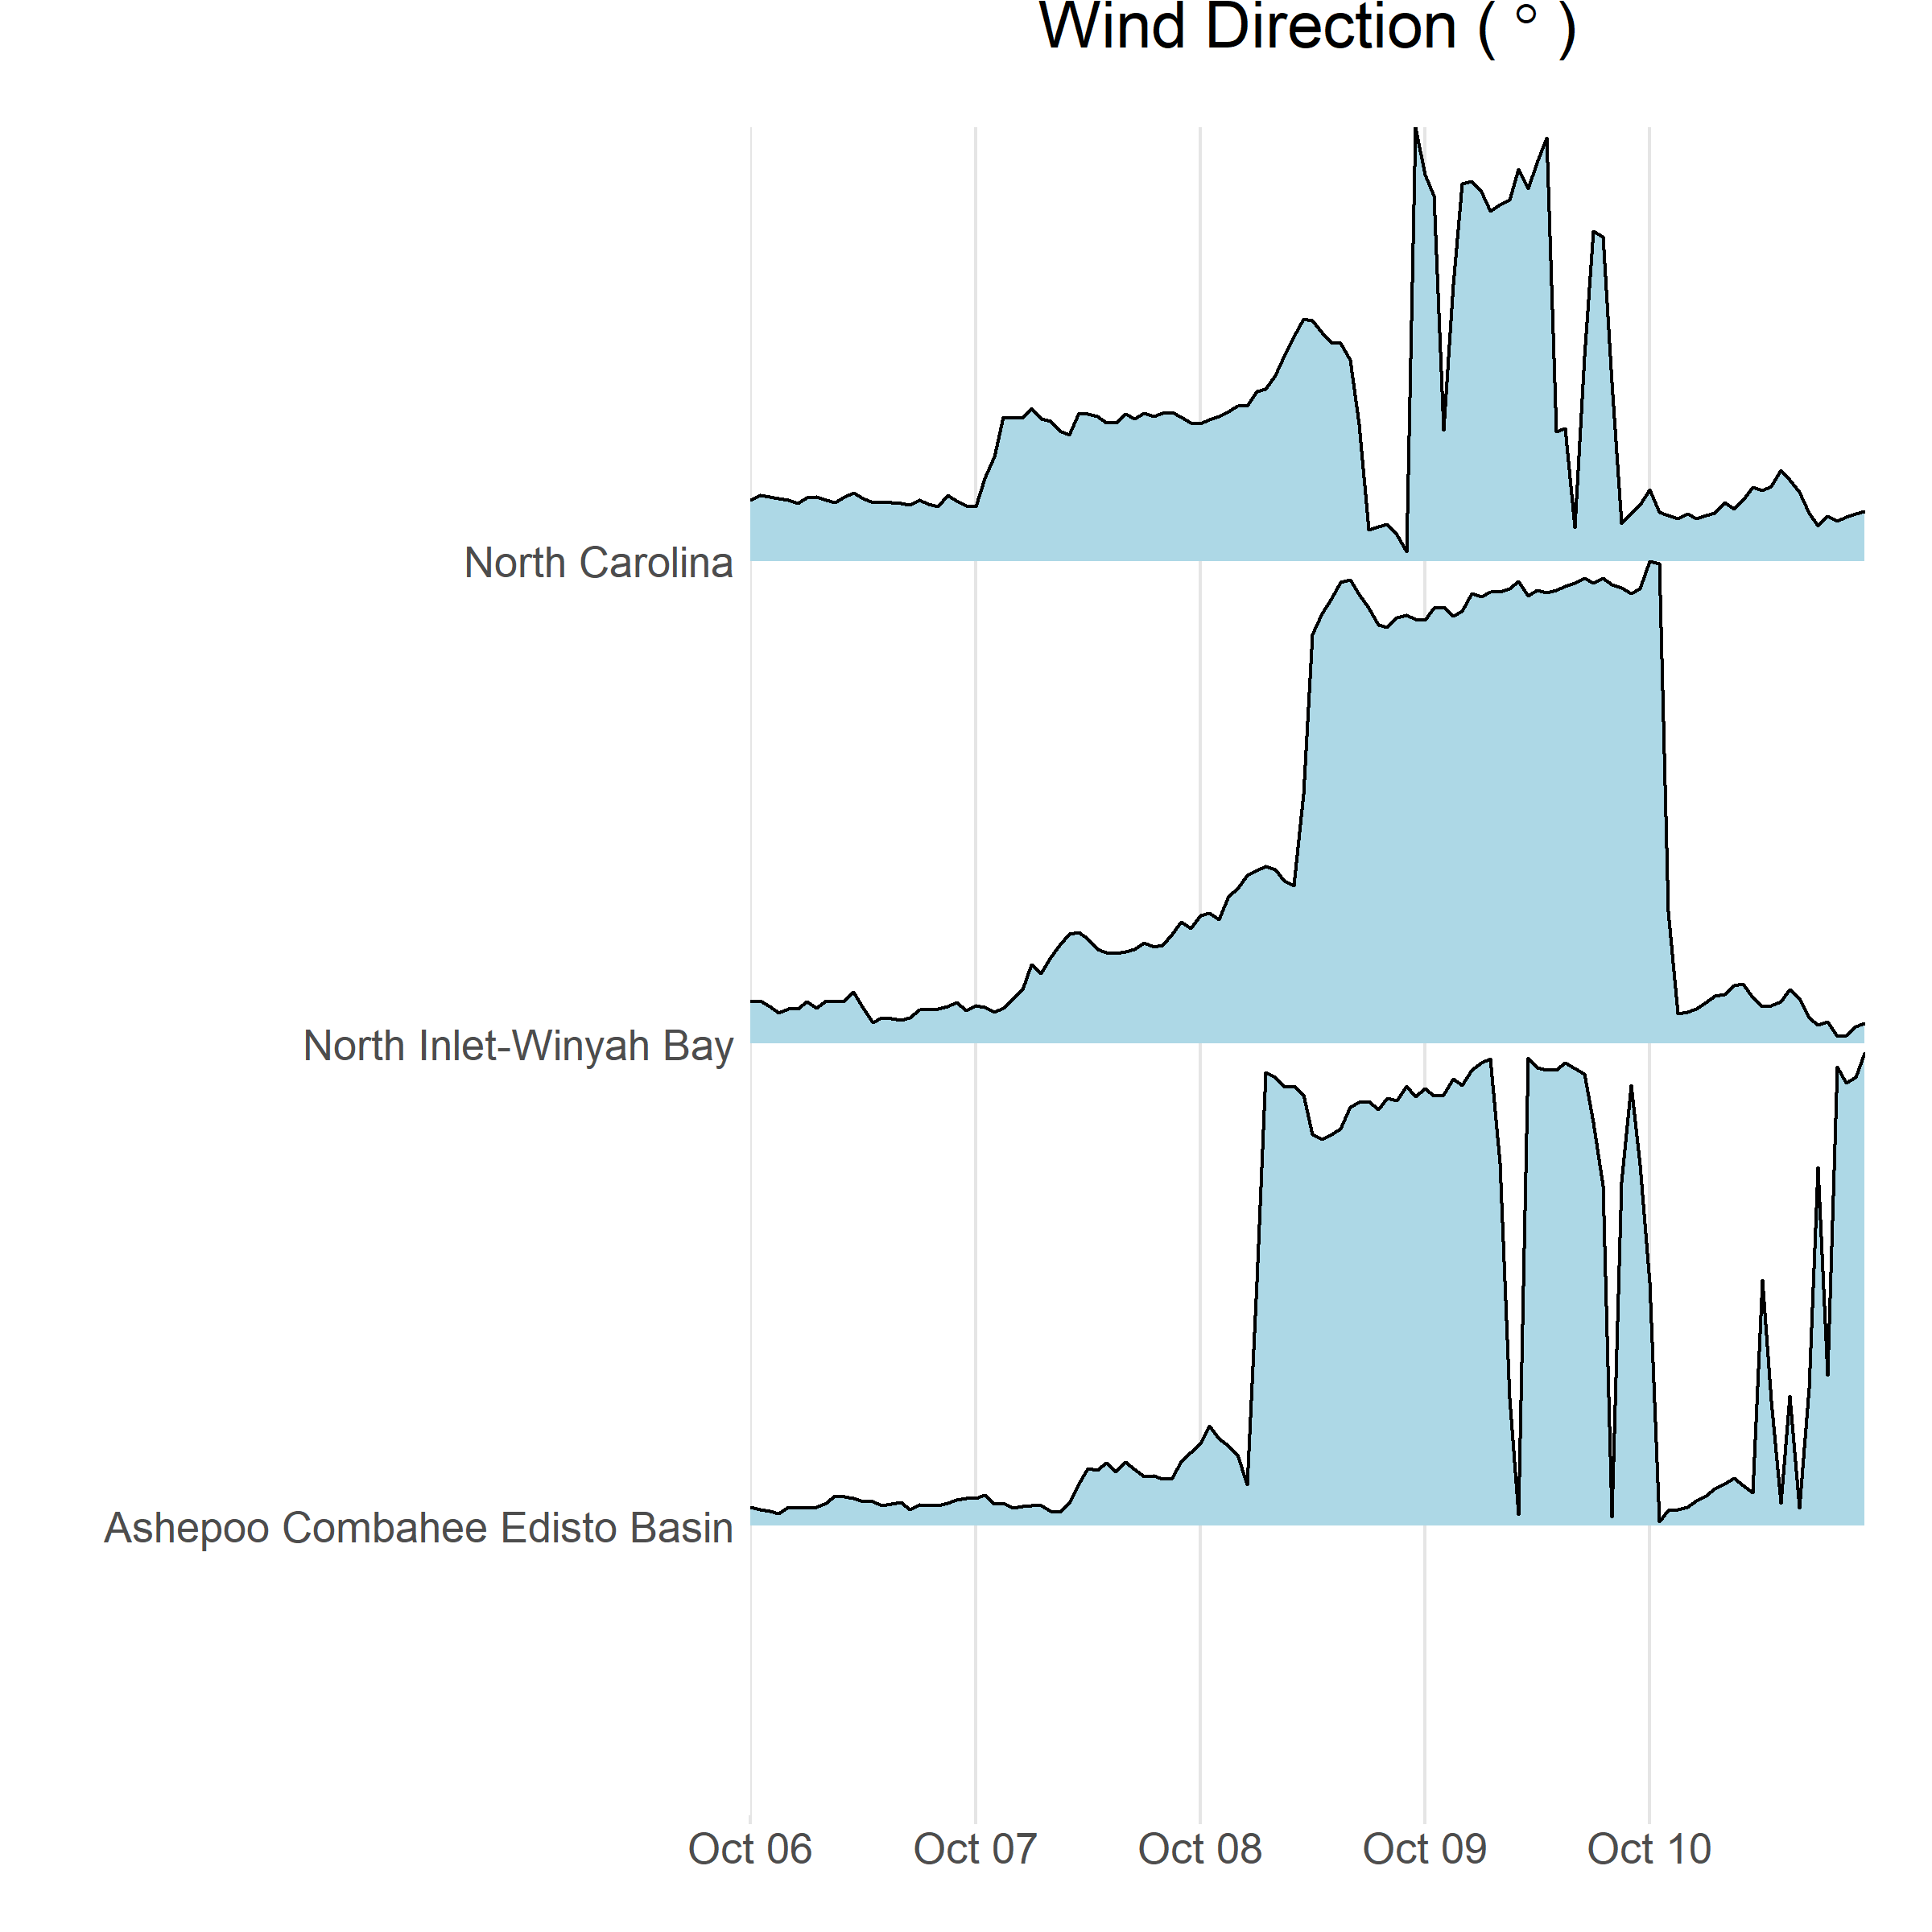 Wind Direction ( ° )
North Carolina
North Inlet-Winyah Bay
Ashepoo Combahee Edisto Basin
Oct 06 Oct 07 Oct 08 Oct 09 Oct 10